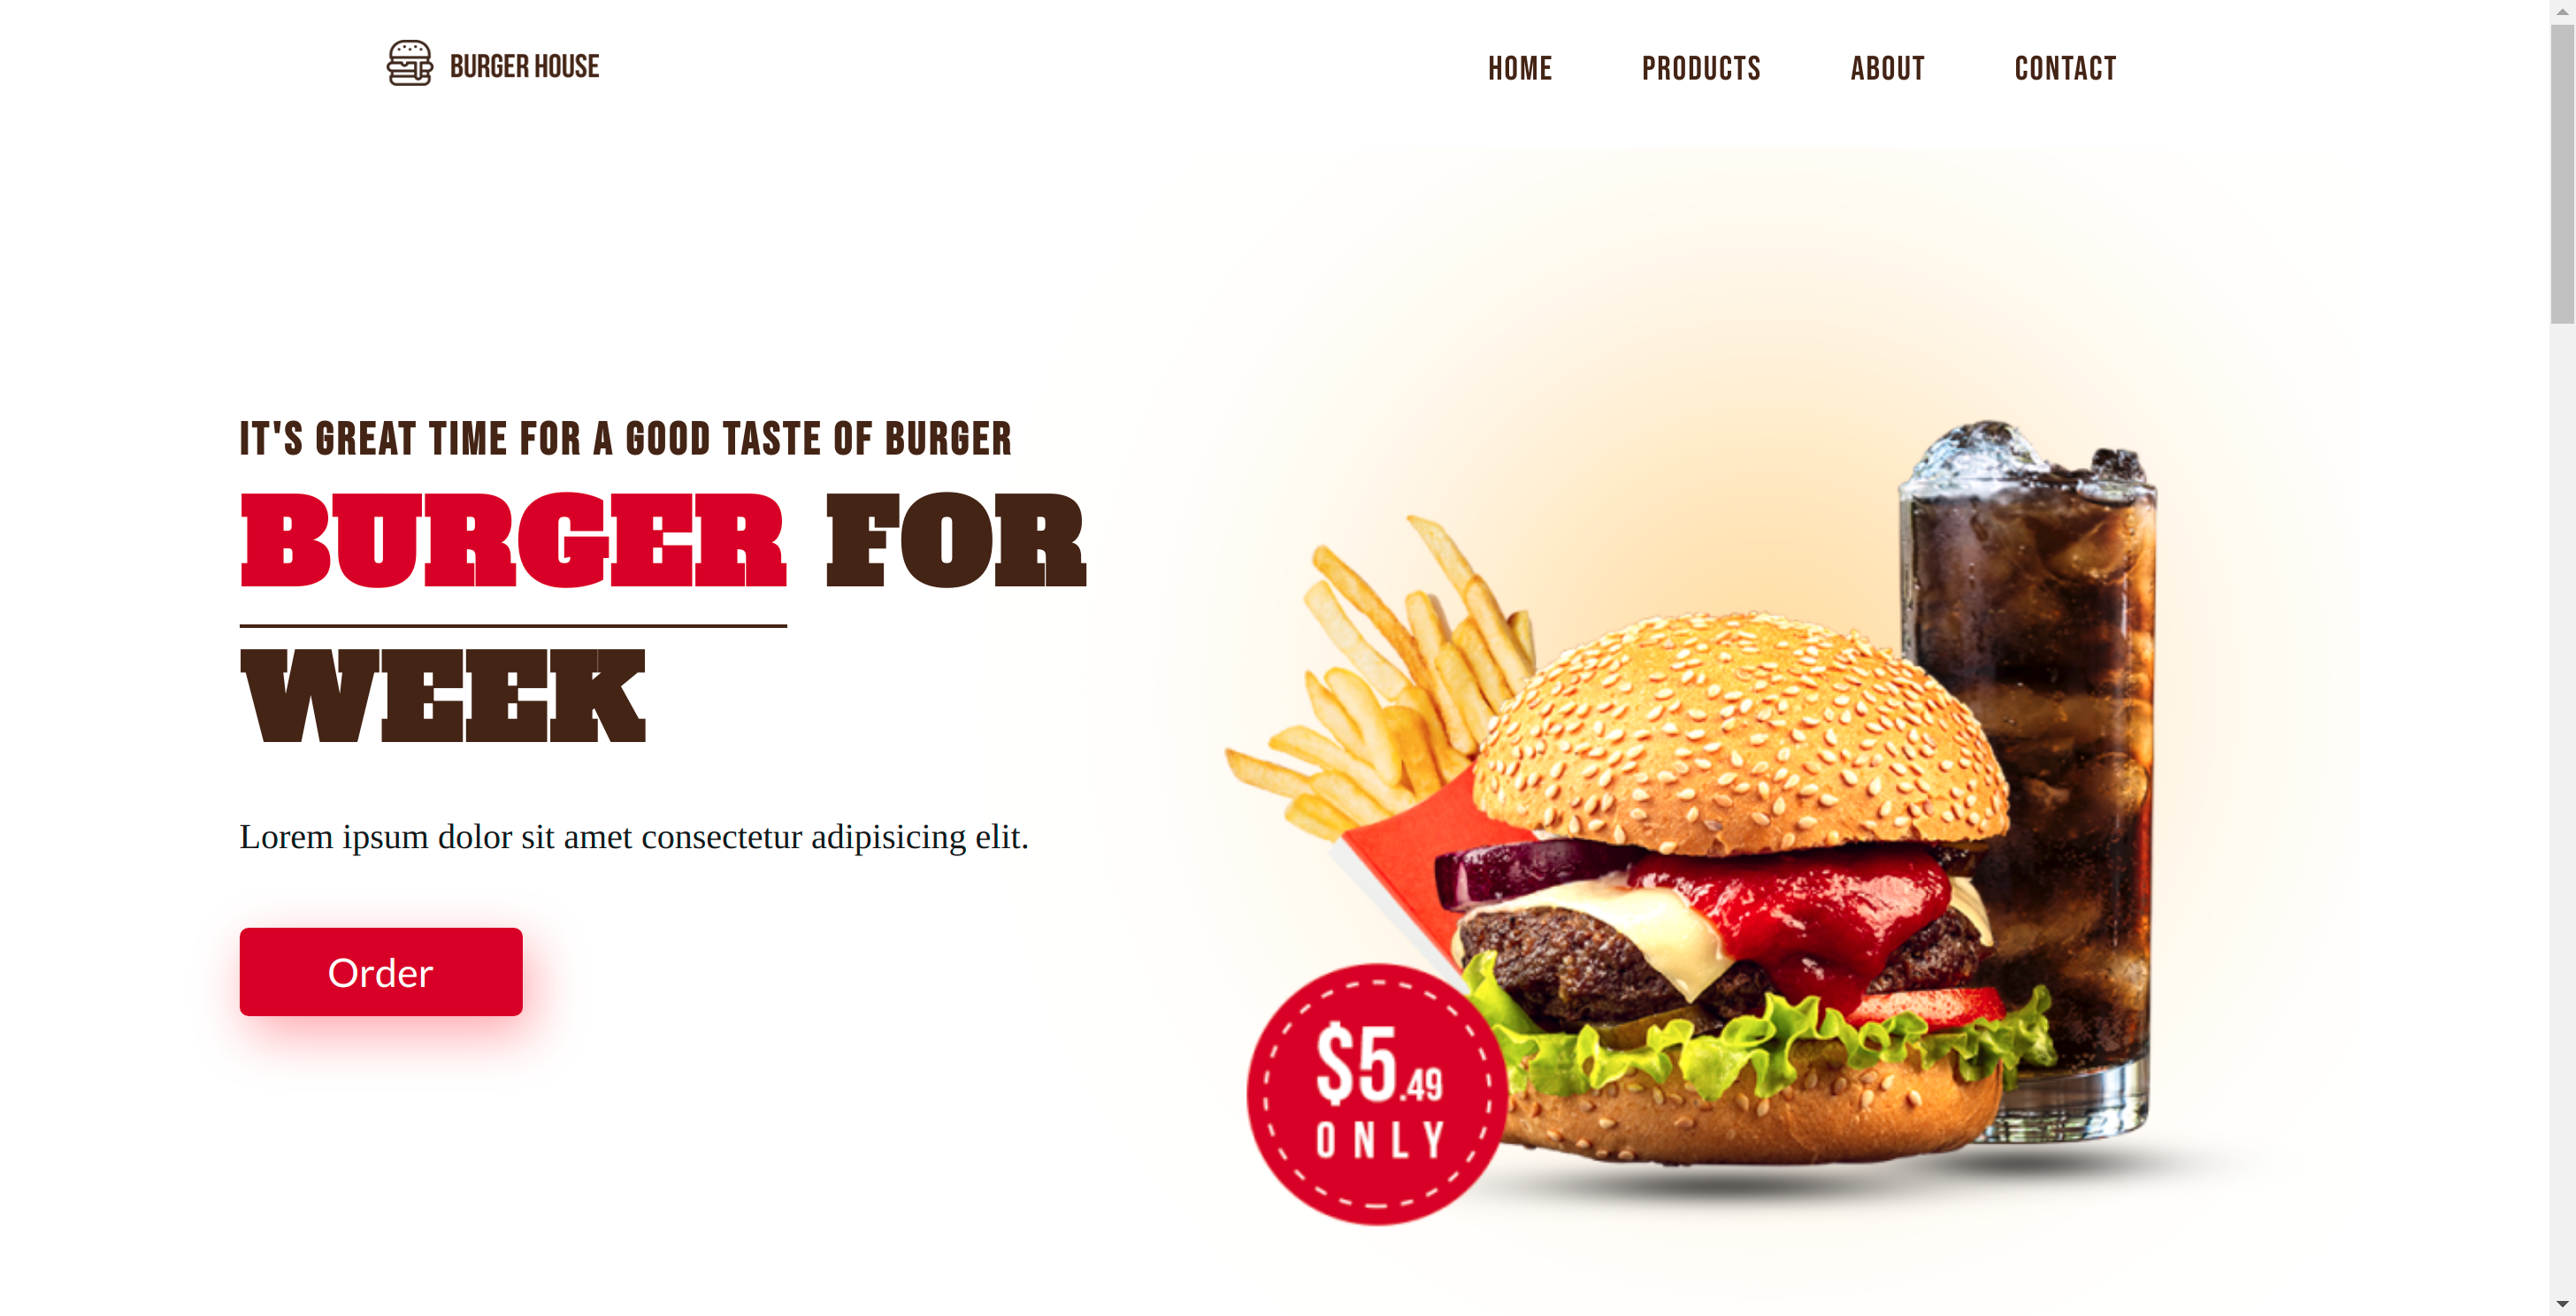 BURGER HOUSE
HOME PRODUCTS ABOUT CONTACT
IT'S GREAT TIME FOR A GOOD TASTE OF BURGER
BURGER FOR
WEEK
Lorem ipsum dolor sit amet consectetur adipisicing elit.
Order
$5.49
ONLY